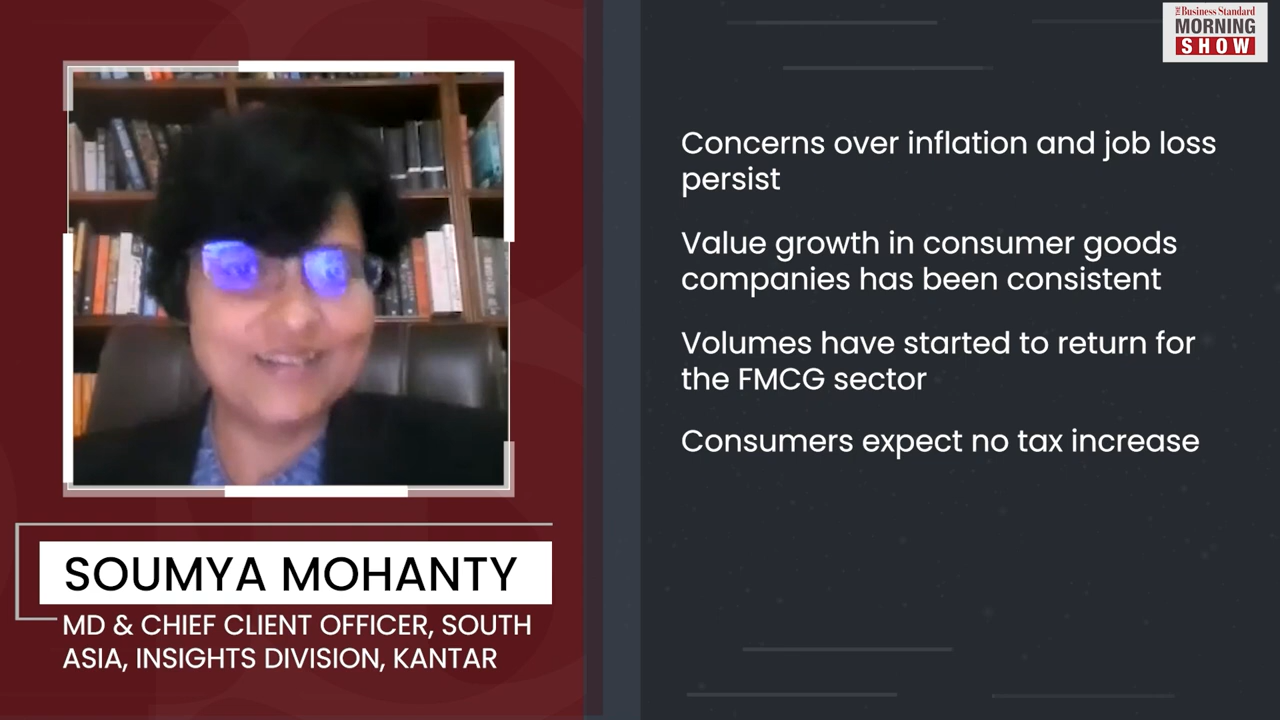 THE Business Standard
MORNING
SHOW
Concerns over inflation and job loss
persist
Value growth in consumer goods
companies has been consistent
Volumes have started to return for
the FMCG sector
Consumers expect no tax increase
SOUMYA MOHANTY
MD & CHIEF CLIENT OFFICER, SOUTH
ASIA, INSIGHTS DIVISION, KANTAR